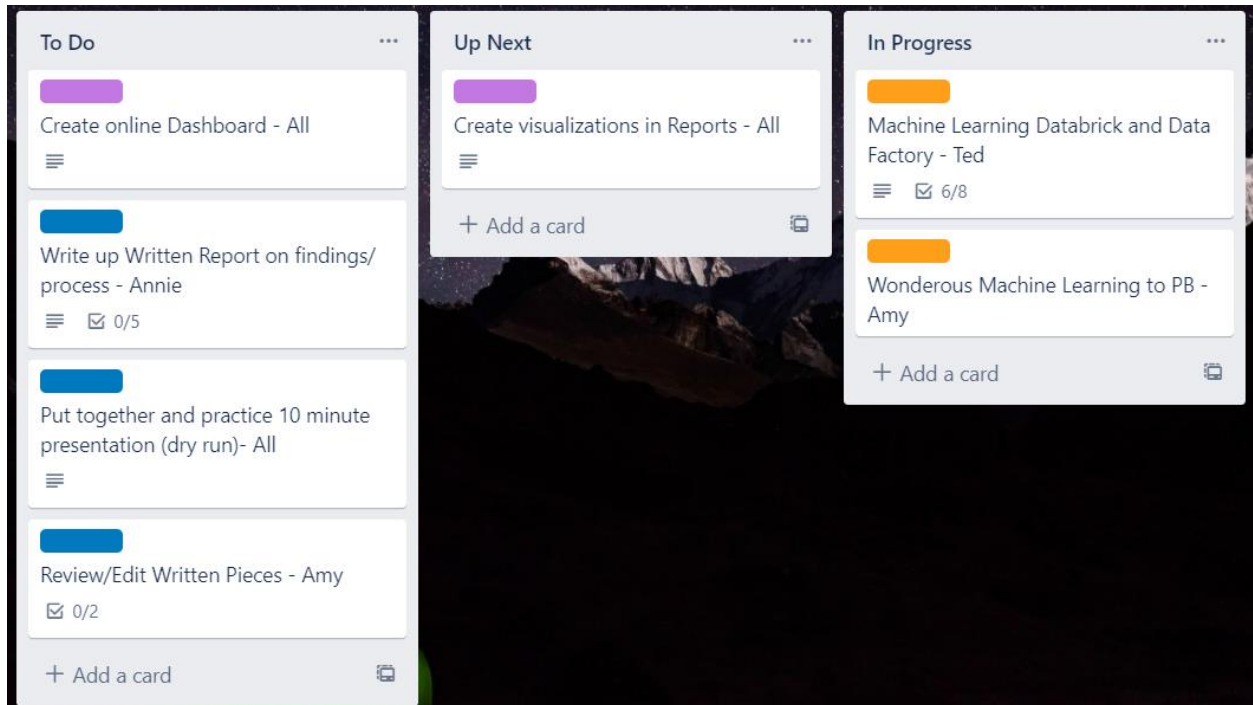 To Do
Create online Dashboard - All
Write up Written Report on findings/
process - Annie
0/5
Put together and practice 10 minute
presentation (dry run)- All
Review/Edit Written Pieces - Amy
0/2
+ Add a card
Up Next
Create visualizations in Reports - All
+ Add a card
In Progress
Machine Learning Databrick and Data
Factory - Ted
6/8
Wonderous Machine Learning to PB -
Amy
+ Add a card